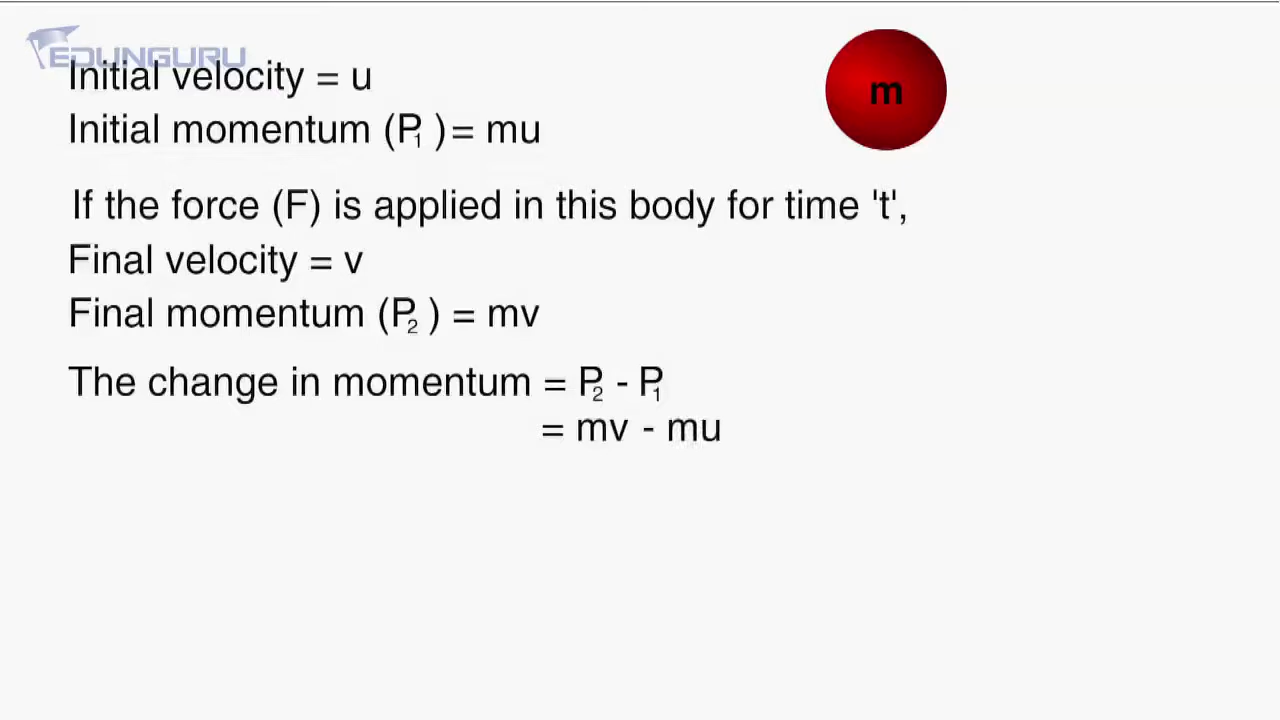 EDUNGURU
Initial velocity = u
m
Initial momentum (P₁ ) = mu
If the force (F) is applied in this body for time 't',
Final velocity = v
Final momentum (P₂ ) = mv
The change in momentum = P₂ - P₁
= mv - mu